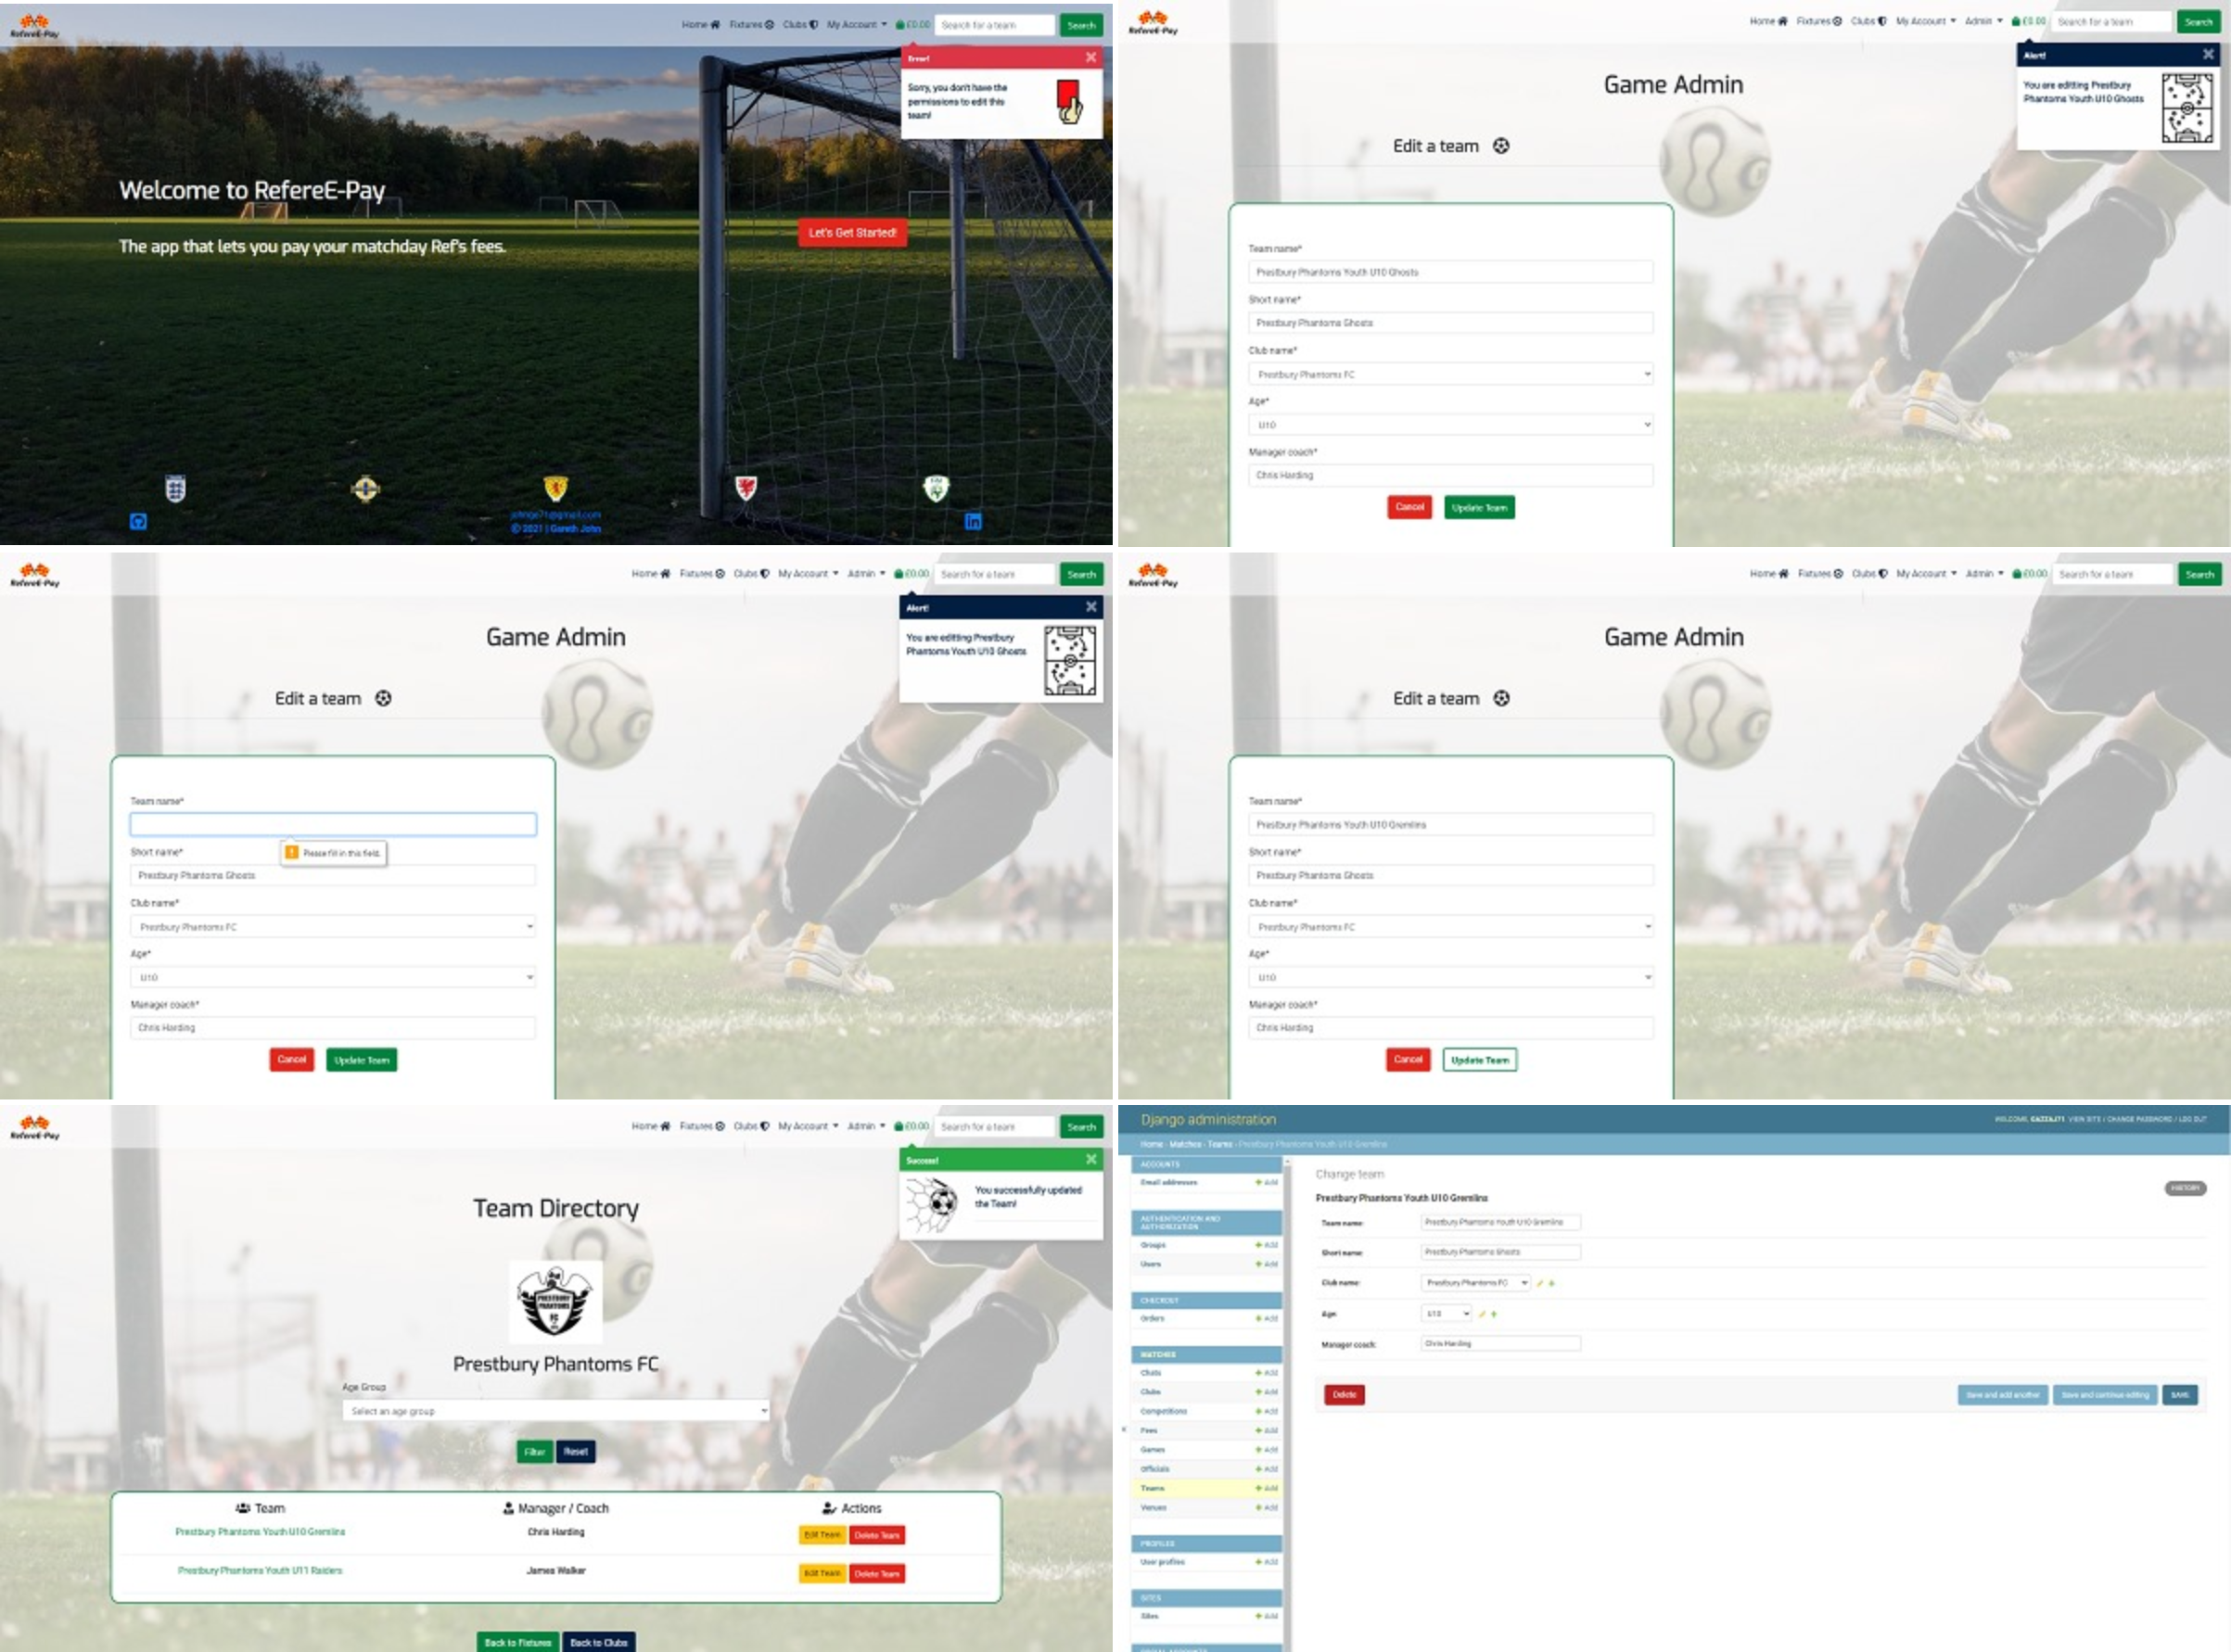 RefereE-Pay
Home Fixtures Clubs My Account £0.00 Search for a team Search
Error!
Sorry, you don't have the
permissions to edit this
team!
Welcome to RefereE-Pay
The app that lets you pay your matchday Ref's fees.
Let's Get Started!
© 2021 | Gareth John
RefereE-Pay
Home Fixtures Clubs My Account Admin £0.00 Search for a team Search
Alert!
You are editting Prestbury
Phantoms Youth U10 Ghosts
Game Admin
Edit a team
Team name*
Prestbury Phantoms Youth U10 Ghosts
Short name*
Prestbury Phantoms Ghosts
Club name*
Prestbury Phantoms FC
Age*
U10
Manager coach*
Chris Harding
Cancel Update Team
RefereE-Pay
Home Fixtures Clubs My Account Admin £0.00 Search for a team Search
Alert!
You are editting Prestbury
Phantoms Youth U10 Ghosts
Game Admin
Edit a team
Team name*
Please fill in this field.
Short name*
Prestbury Phantoms Ghosts
Club name*
Prestbury Phantoms FC
Age*
U10
Manager coach*
Chris Harding
Cancel Update Team
RefereE-Pay
Home Fixtures Clubs My Account Admin £0.00 Search for a team Search
Game Admin
Edit a team
Team name*
Prestbury Phantoms Youth U10 Gremlins
Short name*
Prestbury Phantoms Ghosts
Club name*
Prestbury Phantoms FC
Age*
U10
Manager coach*
Chris Harding
Cancel Update Team
RefereE-Pay
Home Fixtures Clubs My Account Admin £0.00 Search for a team Search
Success!
You successfully updated
the Team!
Team Directory
PRESTBURY
PHANTOMS
FC
Prestbury Phantoms FC
Age Group
Select an age group
Filter Reset
Team Manager / Coach Actions
Prestbury Phantoms Youth U10 Gremlins Chris Harding Edit Team Delete Team
Prestbury Phantoms Youth U11 Raiders James Walker Edit Team Delete Team
Back to Fixtures Back to Clubs
Django administration
WELCOME, VIEW SITE / CHANGE PASSWORD / LOG OUT
Home › Matches › Teams › Prestbury Phantoms Youth U10 Gremlins
ACCOUNTS
Email addresses + Add
AUTHENTICATION AND
AUTHORIZATION
Groups + Add
Users + Add
CHECKOUT
Orders + Add
MATCHES
Clubs + Add
Competitions + Add
Fees + Add
Games + Add
Officials + Add
Teams + Add
Venues + Add
PROFILES
User profiles + Add
SITES
Sites + Add
SOCIAL ACCOUNTS
Change team
HISTORY
Prestbury Phantoms Youth U10 Gremlins
Team name: Prestbury Phantoms Youth U10 Gremlins
Short name: Prestbury Phantoms Ghosts
Club name: Prestbury Phantoms FC
Age: U10
Manager coach: Chris Harding
Delete Save and add another Save and continue editing SAVE